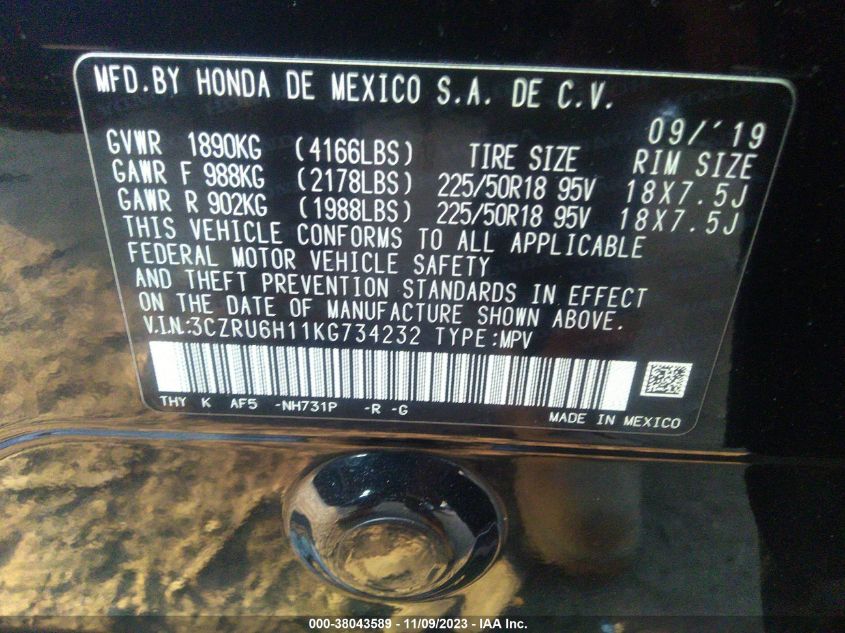 MFD.BY HONDA DE MEXICO S.A. DE C.V.
09/'19
GVWR 1890KG (4166LBS) TIRE SIZE RIM SIZE
GAWR F 988KG (2178LBS) 225/50R18 95V 18X7.5J
GAWR R 902KG (1988LBS) 225/50R18 95V 18X7.5J
THIS VEHICLE CONFORMS TO ALL APPLICABLE
FEDERAL MOTOR VEHICLE SAFETY
AND THEFT PREVENTION STANDARDS IN EFFECT
ON THE DATE OF MANUFACTURE SHOWN ABOVE.
V.I.N:3CZRU6H11KG734232 TYPE:MPV
THY K AF5 -NH731P -R -G
MADE IN MEXICO
000-38043589 - 11/09/2023 - IAA Inc.